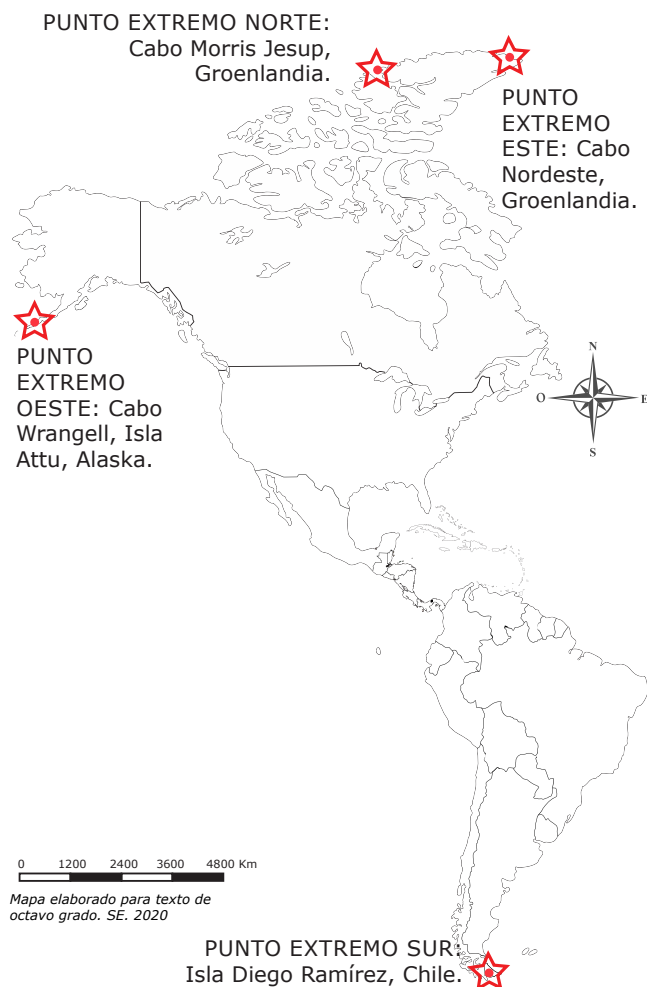 PUNTO EXTREMO NORTE:
Cabo Morris Jesup,
Groenlandia.
PUNTO
EXTREMO
ESTE: Cabo
Nordeste,
Groenlandia.
PUNTO
EXTREMO
OESTE: Cabo
Wrangell, Isla
Attu, Alaska.
N
O
E
S
0 1200 2400 3600 4800 Km
Mapa elaborado para texto de
octavo grado. SE. 2020
PUNTO EXTREMO SUR:
Isla Diego Ramírez, Chile.